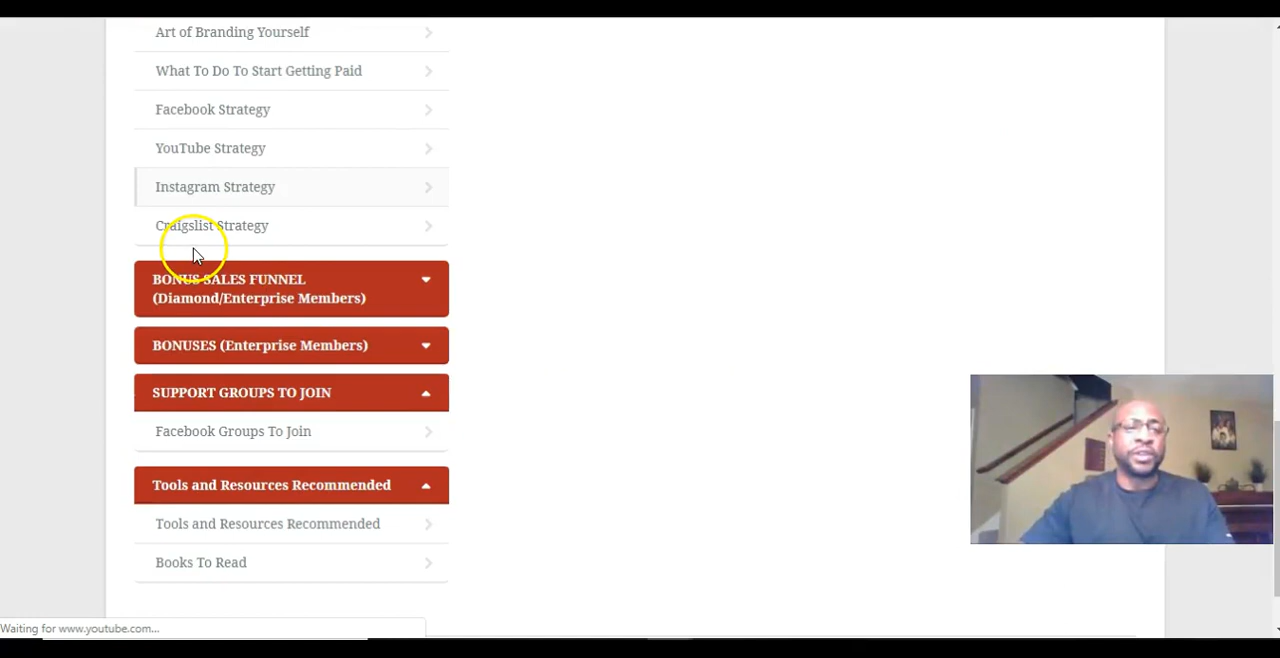 Art of Branding Yourself
What To Do To Start Getting Paid
Facebook Strategy
YouTube Strategy
Instagram Strategy
Craigslist Strategy
BONUS SALES FUNNEL
(Diamond/Enterprise Members)
BONUSES (Enterprise Members)
SUPPORT GROUPS TO JOIN
Facebook Groups To Join
Tools and Resources Recommended
Tools and Resources Recommended
Books To Read
Waiting for www.youtube.com...